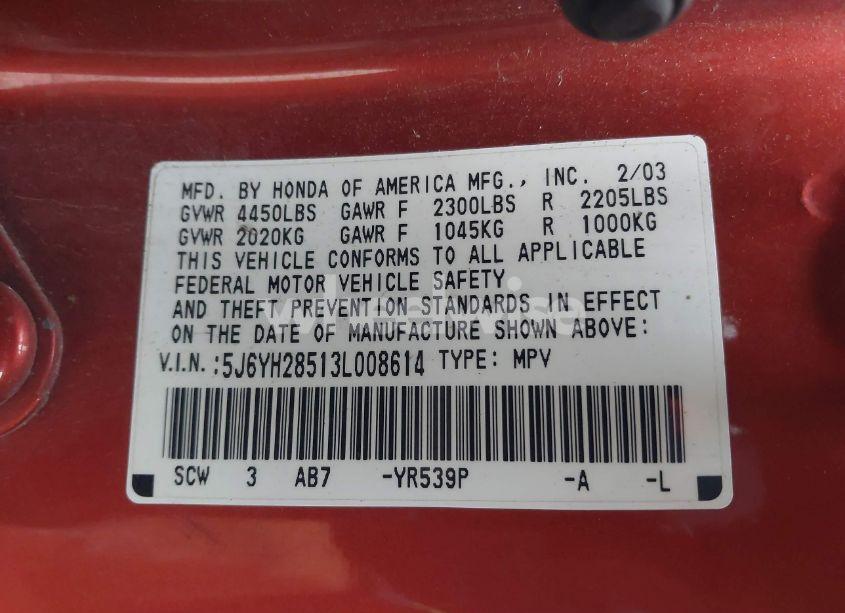 MFD. BY HONDA OF AMERICA MFG., INC. 2/03
GVWR 4450LBS GAWR F 2300LBS R 2205LBS
GVWR 2020KG GAWR F 1045KG R 1000KG
THIS VEHICLE CONFORMS TO ALL APPLICABLE
FEDERAL MOTOR VEHICLE SAFETY
AND THEFT PREVENTION STANDARDS IN EFFECT
ON THE DATE OF MANUFACTURE SHOWN ABOVE:
V.I.N.:5J6YH28513L008614 TYPE: MPV
SCW 3 AB7 -YR539P -A -L